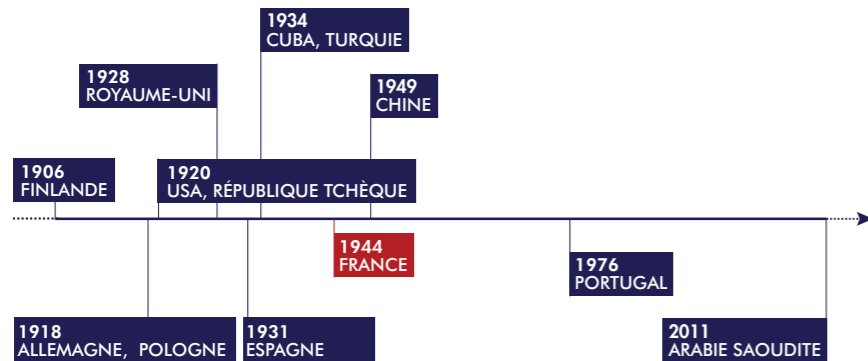 1934
CUBA, TURQUIE
1928
ROYAUME-UNI
1949
CHINE
1906
FINLANDE
1920
USA, RÉPUBLIQUE TCHÈQUE
1944
FRANCE
1976
PORTUGAL
1918
ALLEMAGNE, POLOGNE
1931
ESPAGNE
2011
ARABIE SAOUDITE